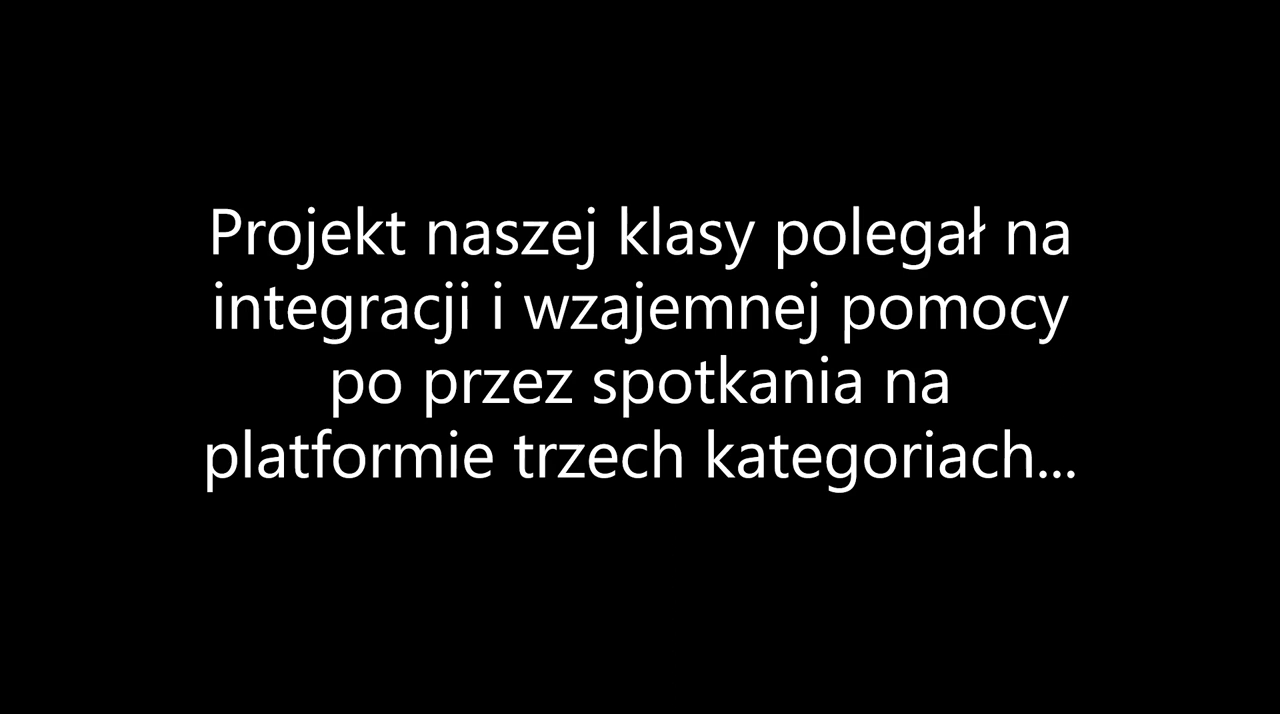 Projekt naszej klasy polegał na
integracji i wzajemnej pomocy
po przez spotkania na
platformie trzech kategoriach...